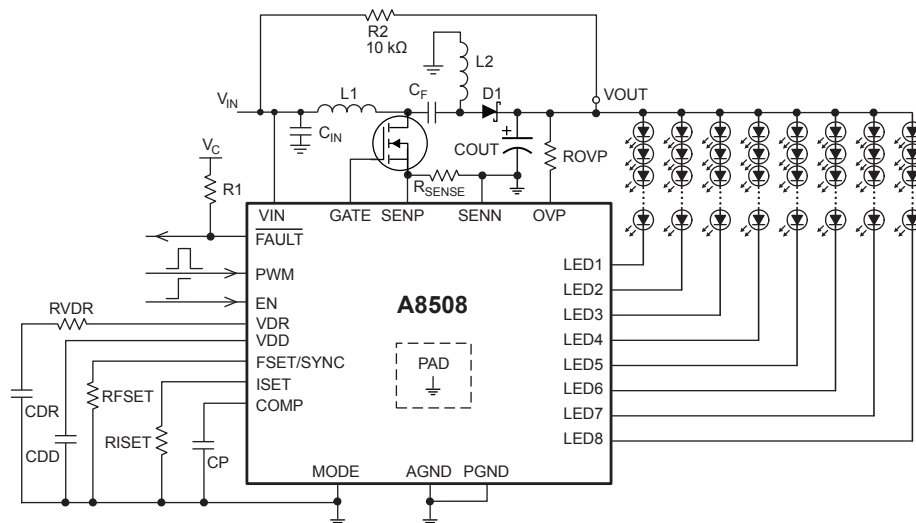 R2
10 kΩ
L2
L1
CF
D1
VOUT
VIN
CIN
COUT
ROVP
VC
R1
RSENSE
VIN
GATE
SENP
SENN
OVP
FAULT
LED1
PWM
LED2
EN
A8508
LED3
RVDR
VDR
VDD
LED4
FSET/SYNC
PAD
LED5
ISET
LED6
CDR
RFSET
COMP
LED7
CDD
RISET
CP
LED8
MODE
AGND
PGND